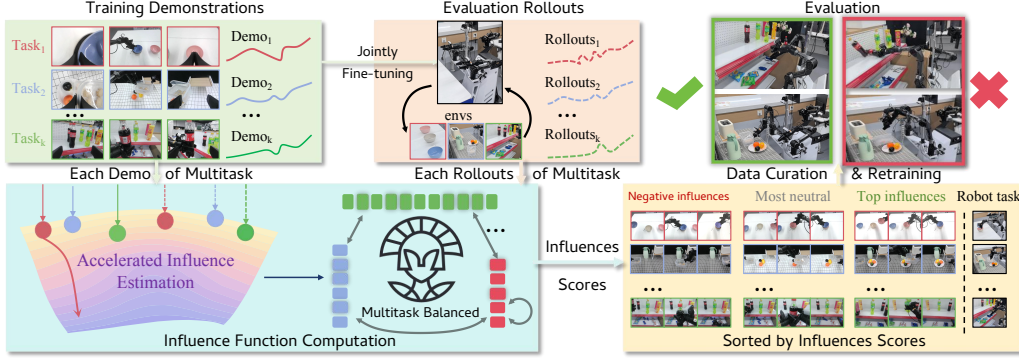 Training Demonstrations
Task1
Demo1
Task2
Demo2
...
...
Taskk
Demok
Jointly
Fine-tuning
Evaluation Rollouts
envs
Rollouts1
Rollouts2
...
Rolloutsk
Evaluation
Each Demo of Multitask
Each Rollouts of Multitask
Data Curation & Retraining
Accelerated Influence
Estimation
...
Multitask Balanced
Influence Function Computation
Influences
Scores
Negative influences
Most neutral
Top influences
Robot task
...
...
...
...
Sorted by Influences Scores